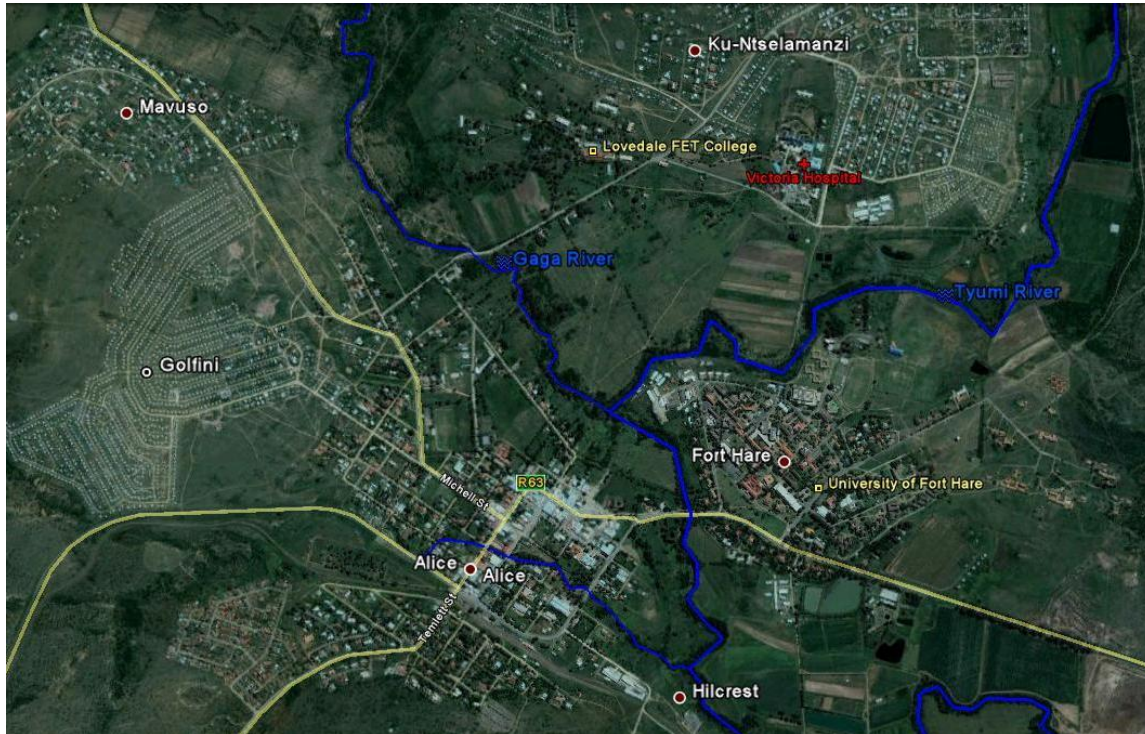 Ku-Ntselamanzi
Mavuso
Lovedale FET College
Victoria Hospital
Gaga River
Tyumi River
Golfini
Fort Hare
R63
University of Fort Hare
Michell St
Alice
Alice
Temlett St
Hilcrest